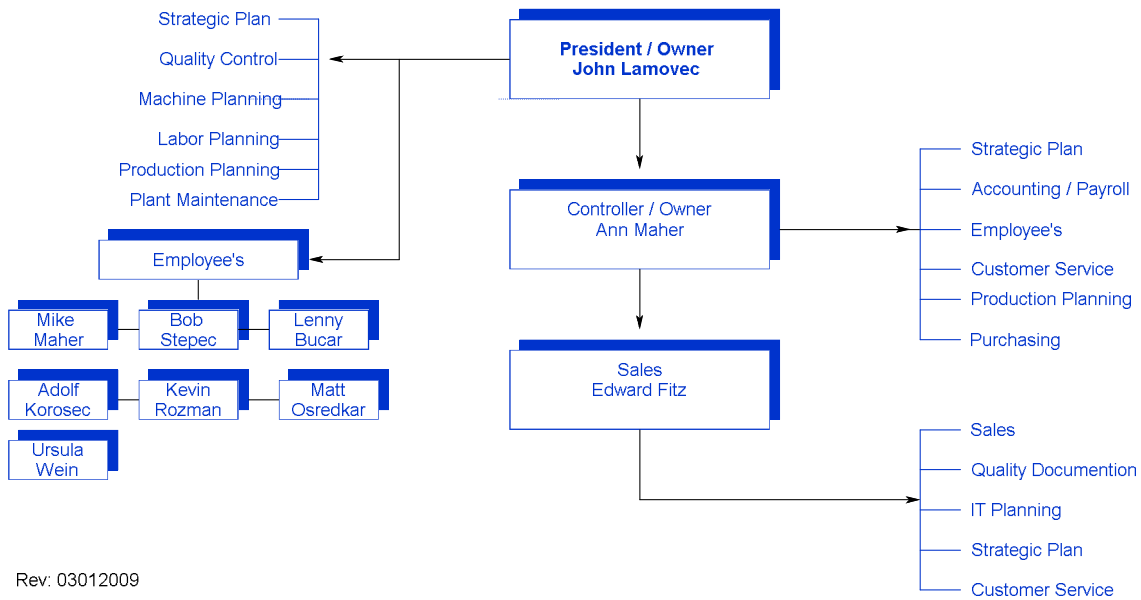 Strategic Plan
Quality Control
Machine Planning
Labor Planning
Production Planning
Plant Maintenance
President / Owner
John Lamovec
Controller / Owner
Ann Maher
Strategic Plan
Accounting / Payroll
Employee's
Customer Service
Production Planning
Purchasing
Employee's
Mike
Maher
Bob
Stepec
Lenny
Bucar
Adolf
Korosec
Kevin
Rozman
Matt
Osredkar
Ursula
Wein
Sales
Edward Fitz
Sales
Quality Documention
IT Planning
Strategic Plan
Customer Service
Rev: 03012009